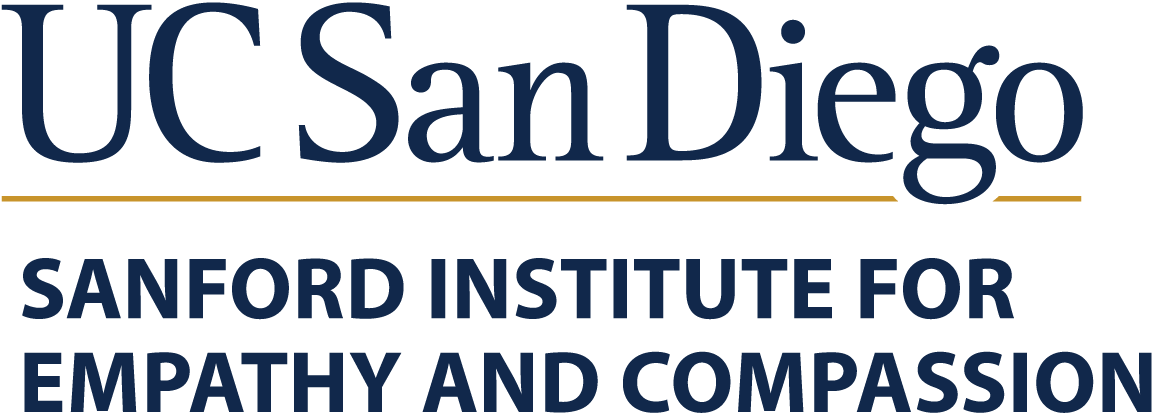 UC San Diego
SANFORD INSTITUTE FOR
EMPATHY AND COMPASSION